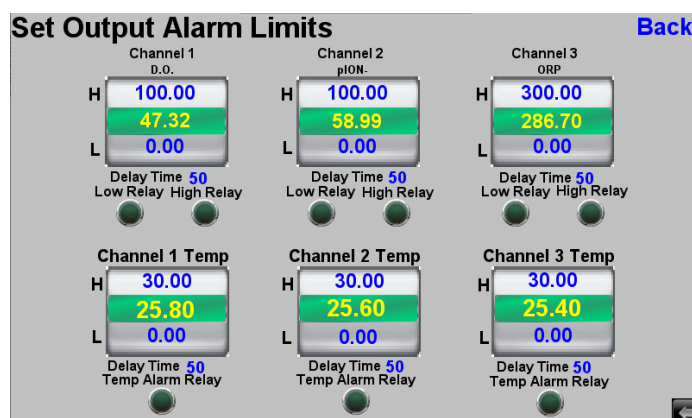 Set Output Alarm Limits Back
Channel 1 Channel 2 Channel 3
D.O. pION- ORP
H 100.00 H 100.00 H 300.00
47.32 58.99 286.70
L 0.00 L 0.00 L 0.00
Delay Time 50 Delay Time 50 Delay Time 50
Low Relay High Relay Low Relay High Relay Low Relay High Relay
Channel 1 Temp Channel 2 Temp Channel 3 Temp
H 30.00 H 30.00 H 30.00
25.80 25.60 25.40
L 0.00 L 0.00 L 0.00
Delay Time 50 Delay Time 50 Delay Time 50
Temp Alarm Relay Temp Alarm Relay Temp Alarm Relay